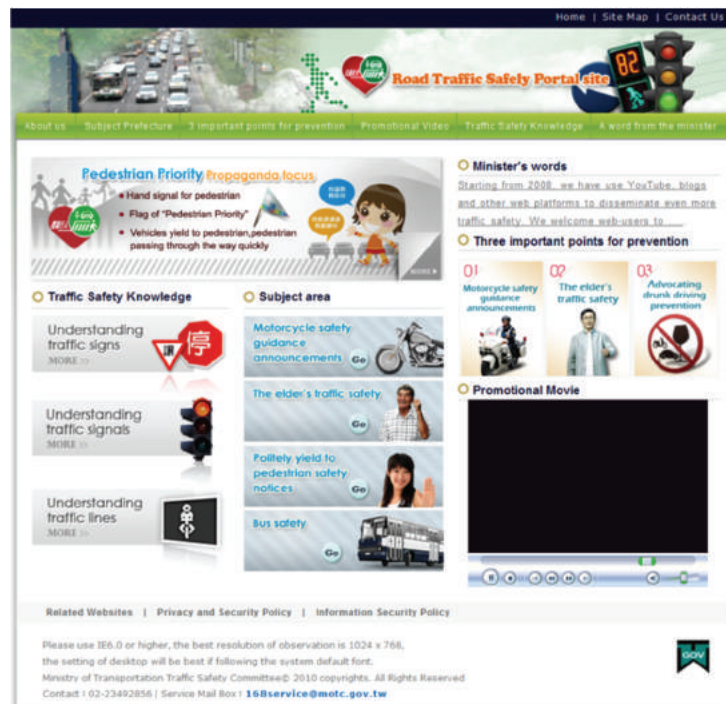 Home | Site Map | Contact Us
82
Road Traffic Safely Portal site
About us
Subject Prefecture
3 important points for prevention
Promotional Video
Traffic Safety Knowledge
A word from the minister
Pedestrian Priority Propaganda focus
• Hand signal for pedestrian
• Flag of "Pedestrian Priority"
• Vehicles yield to pedestrian,pedestrian
passing through the way quickly
MORE
Minister's words
Starting from 2008, we have use YouTube, blogs
and other web platforms to disseminate even more
traffic safety. We welcome web-users to .....
Three important points for prevention
01
Motorcycle safety
guidance
announcements
02
The elder's
traffic safety
03
Advocating
drunk driving
prevention
Traffic Safety Knowledge
Understanding
traffic signs
MORE >>
讓
停
Understanding
traffic signals
MORE >>
Understanding
traffic lines
MORE >>
Subject area
Motorcycle safety
guidance
announcements
Go
The elder's traffic safety
Go
Politely yield to
pedestrian safety
notices
Go
Bus safety
Go
Promotional Movie
Related Websites | Privacy and Security Policy | Information Security Policy
Please use IE6.0 or higher, the best resolution of observation is 1024 x 768,
the setting of desktop will be best if following the system default font.
Ministry of Transportation Traffic Safety Committee© 2010 copyrights. All Rights Reserved
Contact : 02-23492856 | Service Mail Box : 168service@motc.gov.tw
GOV